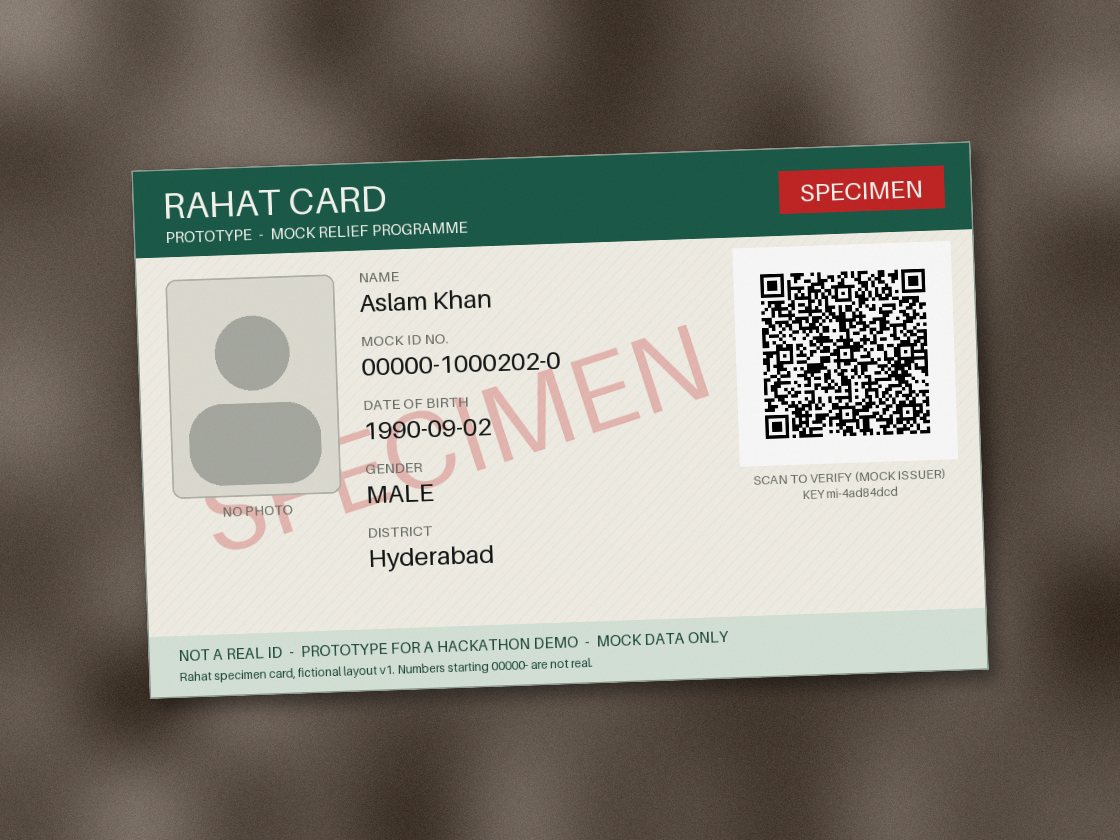 RAHAT CARD
PROTOTYPE - MOCK RELIEF PROGRAMME
SPECIMEN
NAME
Aslam Khan
MOCK ID NO.
00000-1000202-0
DATE OF BIRTH
1990-09-02
GENDER
MALE
DISTRICT
Hyderabad
NO PHOTO
SPECIMEN
SCAN TO VERIFY (MOCK ISSUER)
KEY mi-4ad84dcd
NOT A REAL ID - PROTOTYPE FOR A HACKATHON DEMO - MOCK DATA ONLY
Rahat specimen card, fictional layout v1. Numbers starting 00000- are not real.